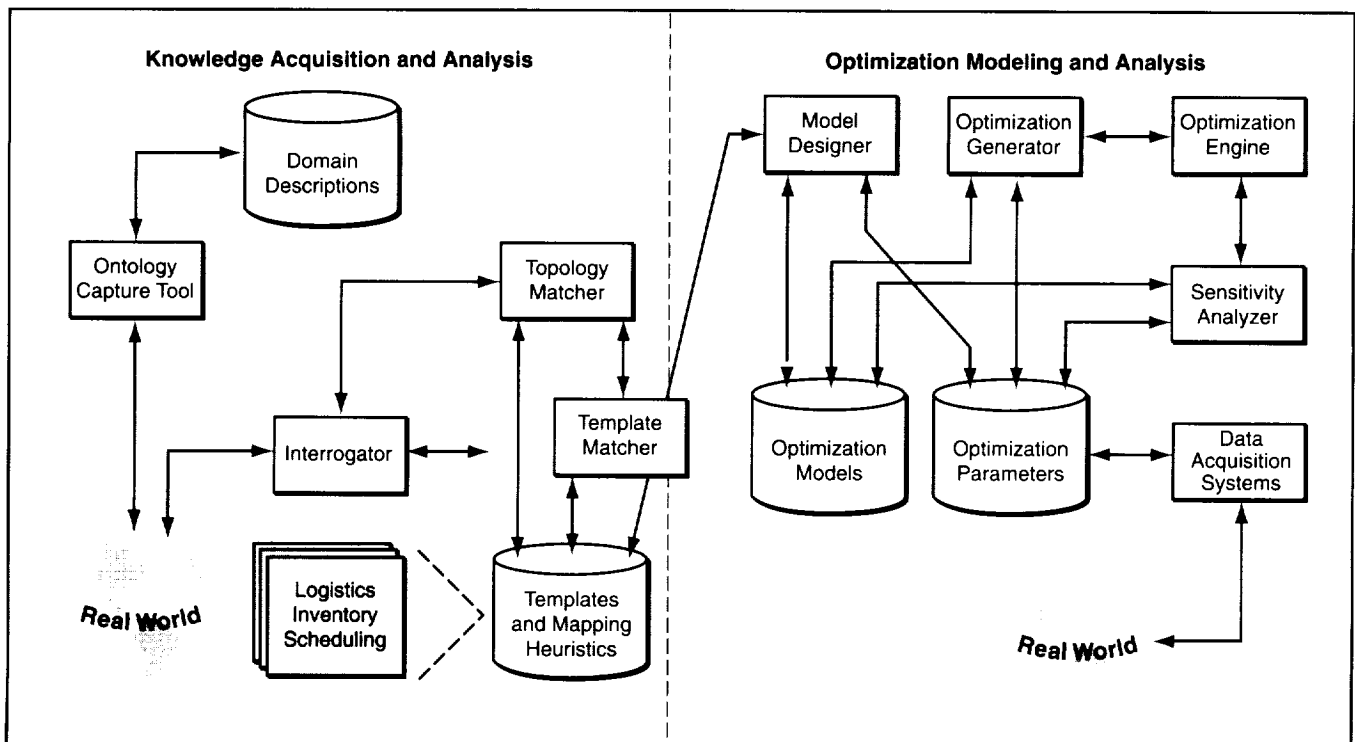 Knowledge Acquisition and Analysis
Domain
Descriptions
Ontology
Capture Tool
Topology
Matcher
Interrogator
Template
Matcher
Real World
Logistics
Inventory
Scheduling
Templates
and Mapping
Heuristics
Optimization Modeling and Analysis
Model
Designer
Optimization
Generator
Optimization
Engine
Sensitivity
Analyzer
Optimization
Models
Optimization
Parameters
Data
Acquisition
Systems
Real World